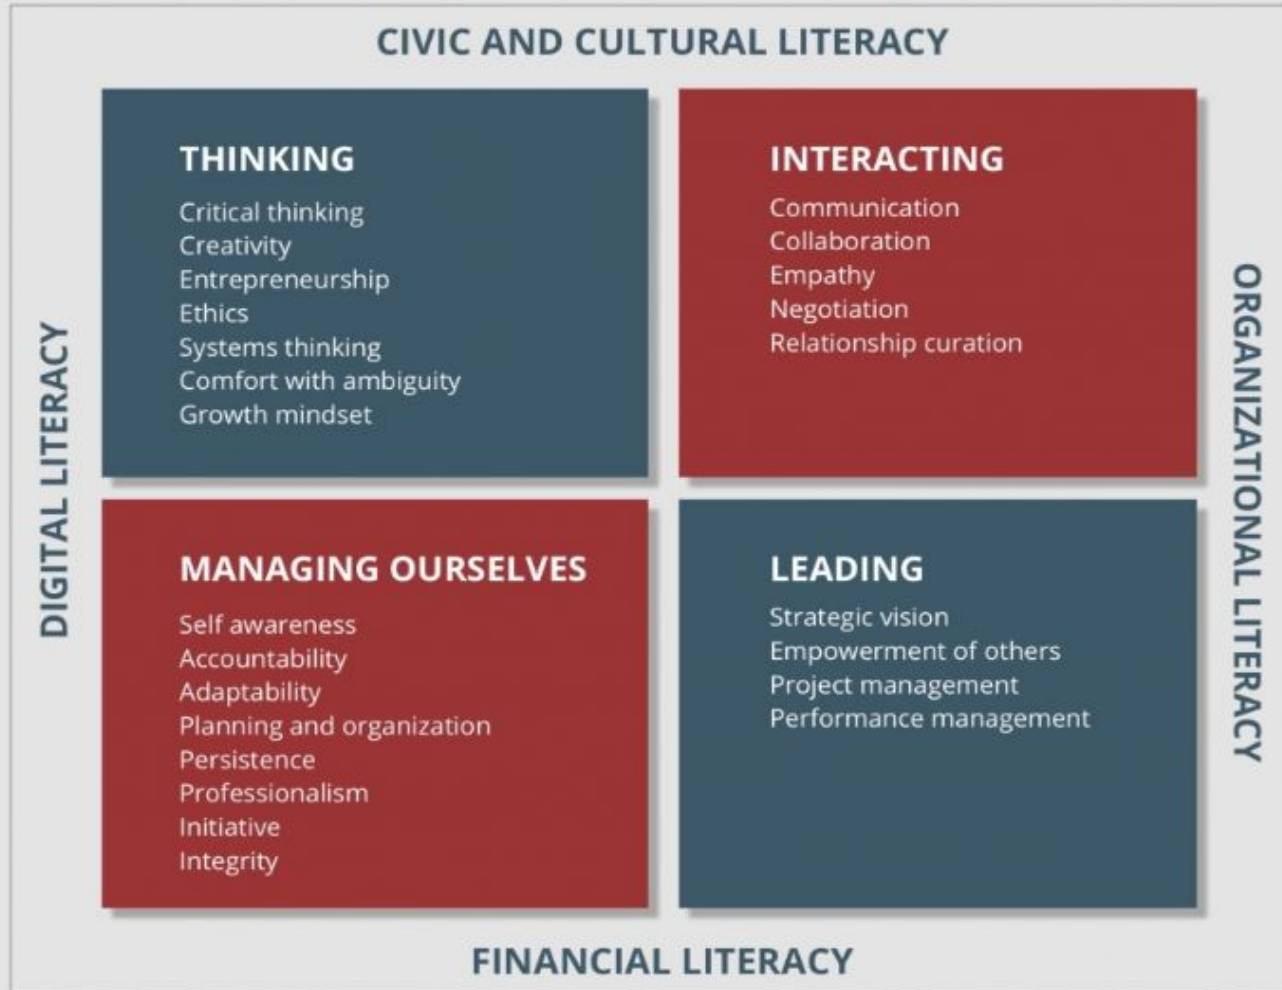 CIVIC AND CULTURAL LITERACY
THINKING
Critical thinking
Creativity
Entrepreneurship
Ethics
Systems thinking
Comfort with ambiguity
Growth mindset
INTERACTING
Communication
Collaboration
Empathy
Negotiation
Relationship curation
DIGITAL LITERACY
ORGANIZATIONAL LITERACY
MANAGING OURSELVES
Self awareness
Accountability
Adaptability
Planning and organization
Persistence
Professionalism
Initiative
Integrity
LEADING
Strategic vision
Empowerment of others
Project management
Performance management
FINANCIAL LITERACY